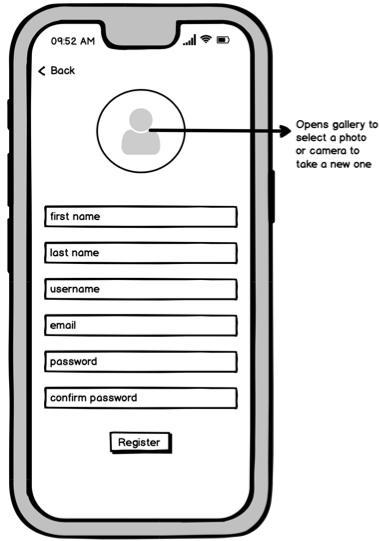 09:52 AM
Back
Opens gallery to
select a photo
or camera to
take a new one
first name
last name
username
email
password
confirm password
Register